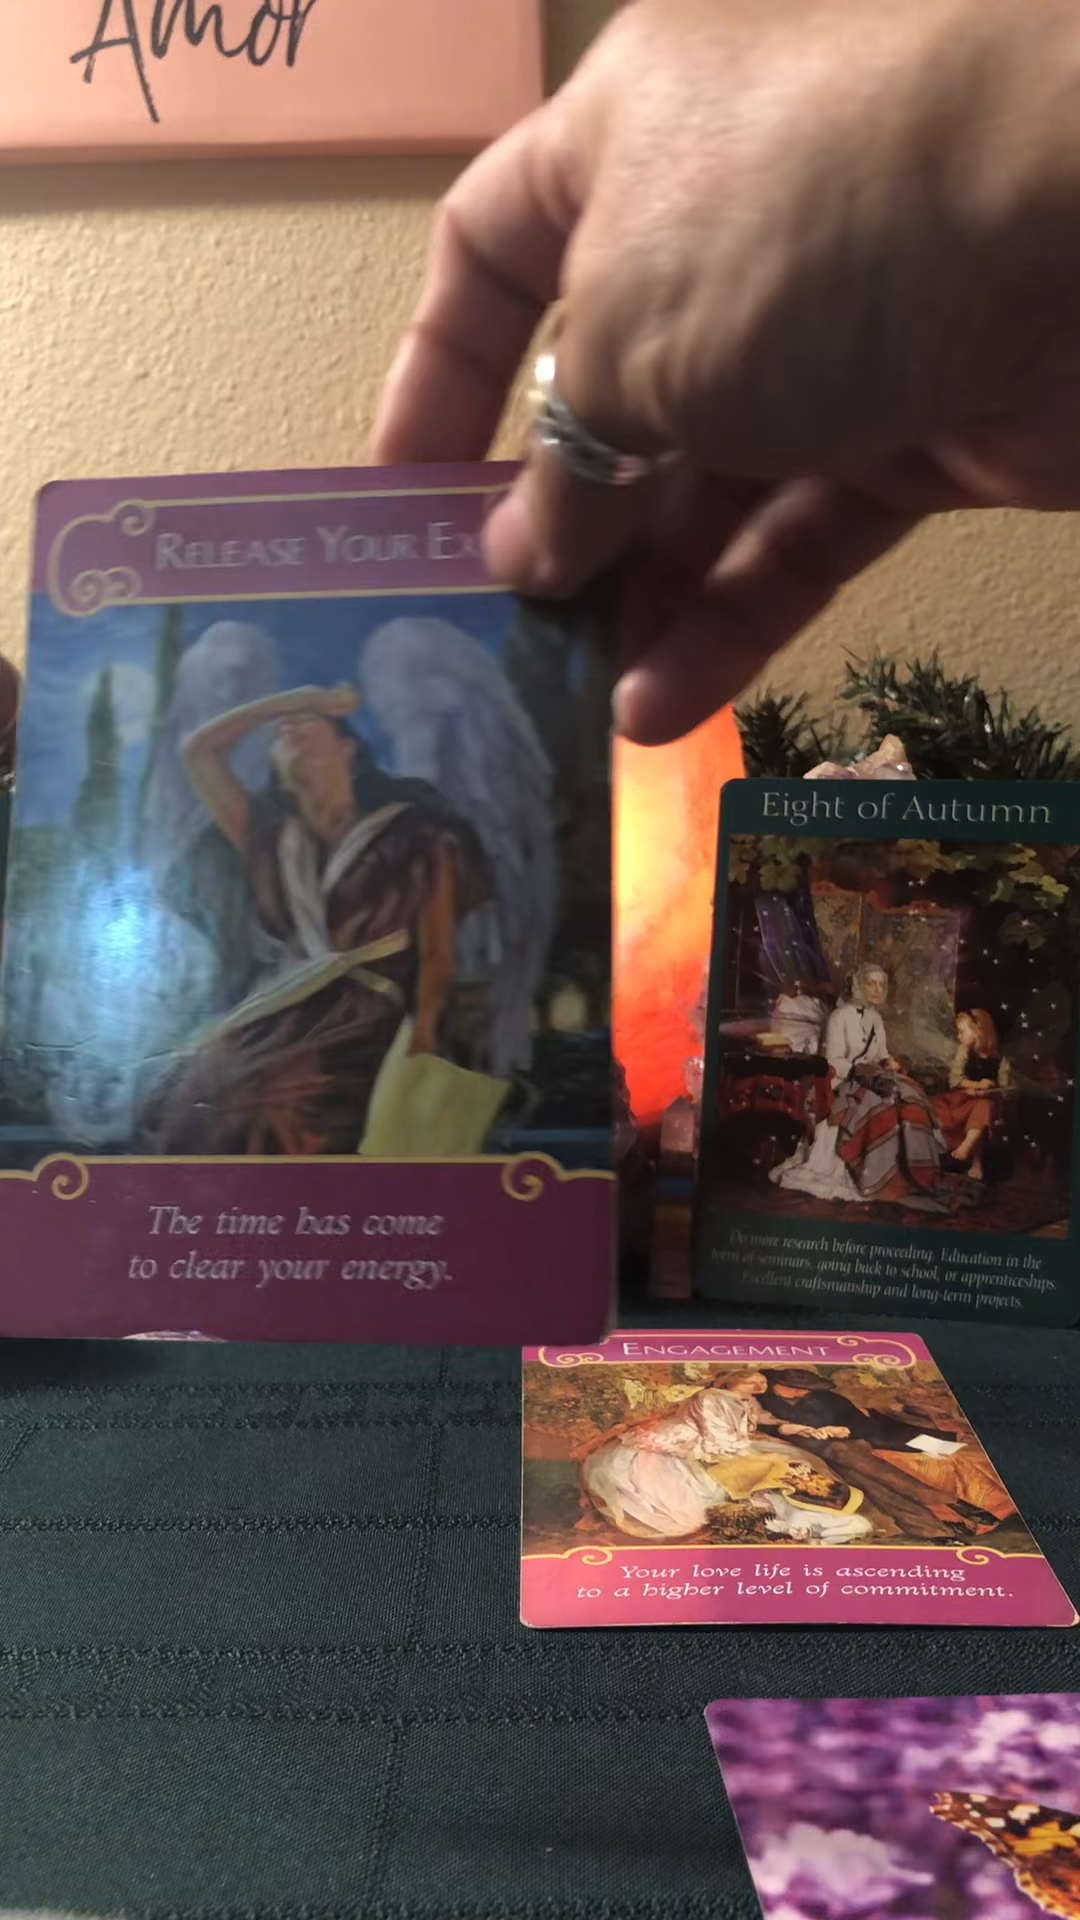 Amor
RELEASE YOUR
The time has come
to clear your energy.
Eight of Autumn
Do more research before proceeding. Education in the
form of seminars, going back to school, or apprenticeships.
Excellent craftsmanship and long-term projects.
ENGAGEMENT
Your love life is ascending
to a higher level of commitment.